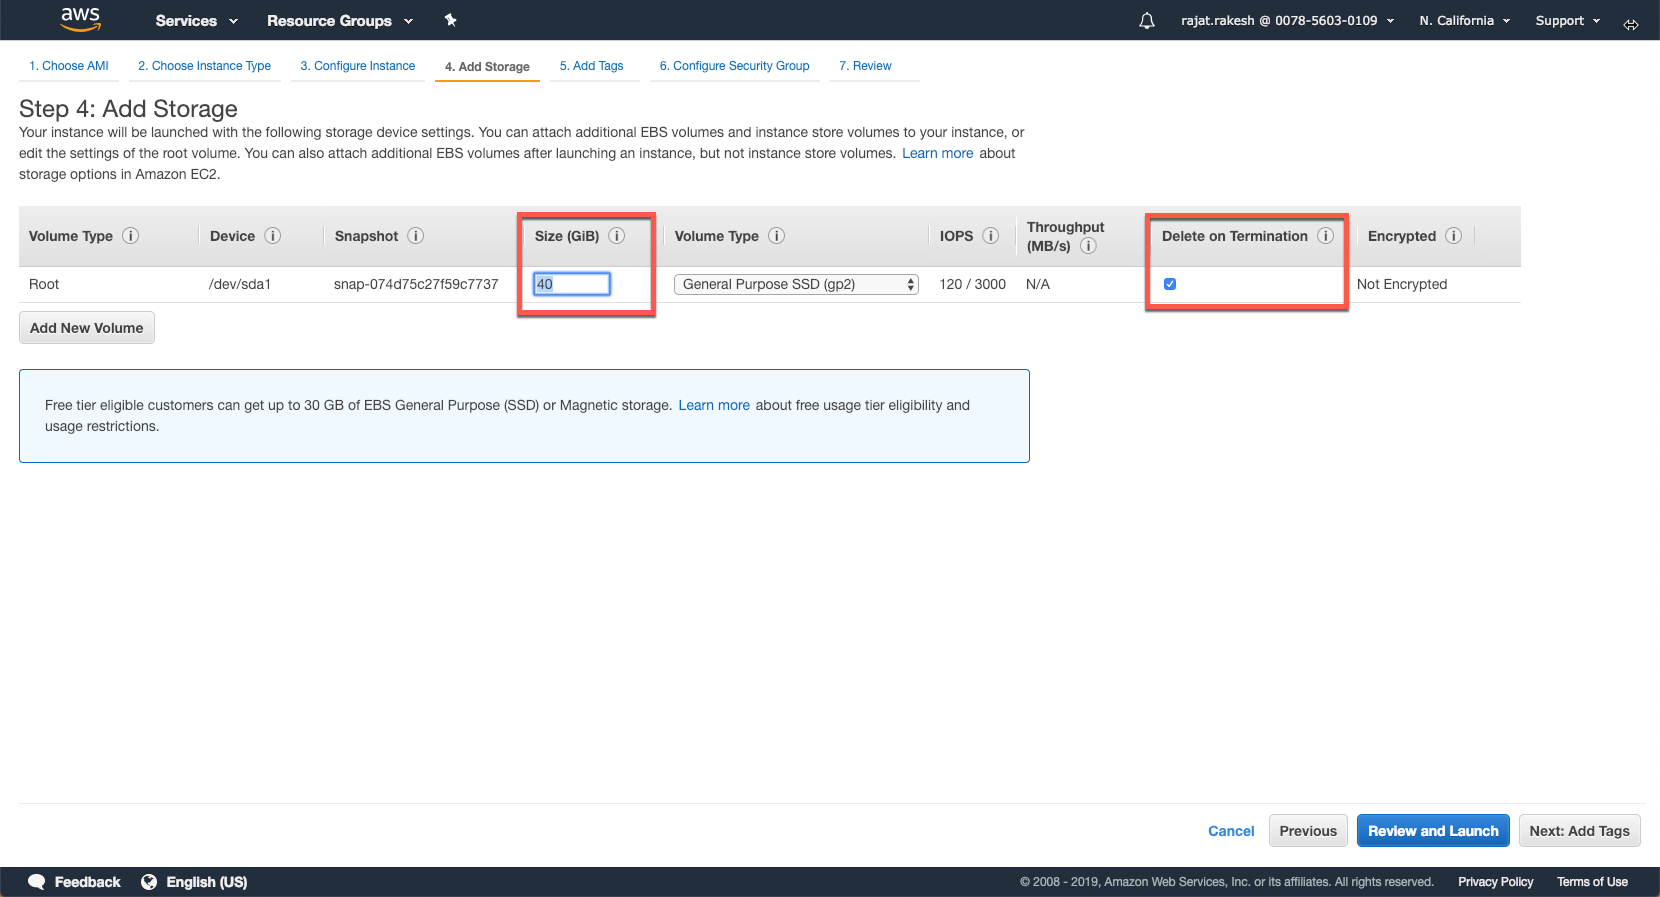 aws Services Resource Groups rajat.rakesh @ 0078-5603-0109 N. California Support
1. Choose AMI 2. Choose Instance Type 3. Configure Instance 4. Add Storage 5. Add Tags 6. Configure Security Group 7. Review
Step 4: Add Storage
Your instance will be launched with the following storage device settings. You can attach additional EBS volumes and instance store volumes to your instance, or
edit the settings of the root volume. You can also attach additional EBS volumes after launching an instance, but not instance store volumes. Learn more about
storage options in Amazon EC2.
Volume Type i Device i Snapshot i Size (GiB) i Volume Type i IOPS i Throughput (MB/s) i Delete on Termination i Encrypted i
Root /dev/sda1 snap-074d75c27f59c7737 40 General Purpose SSD (gp2) 120 / 3000 N/A Not Encrypted
Add New Volume
Free tier eligible customers can get up to 30 GB of EBS General Purpose (SSD) or Magnetic storage. Learn more about free usage tier eligibility and
usage restrictions.
Cancel Previous Review and Launch Next: Add Tags
Feedback English (US) © 2008 - 2019, Amazon Web Services, Inc. or its affiliates. All rights reserved. Privacy Policy Terms of Use